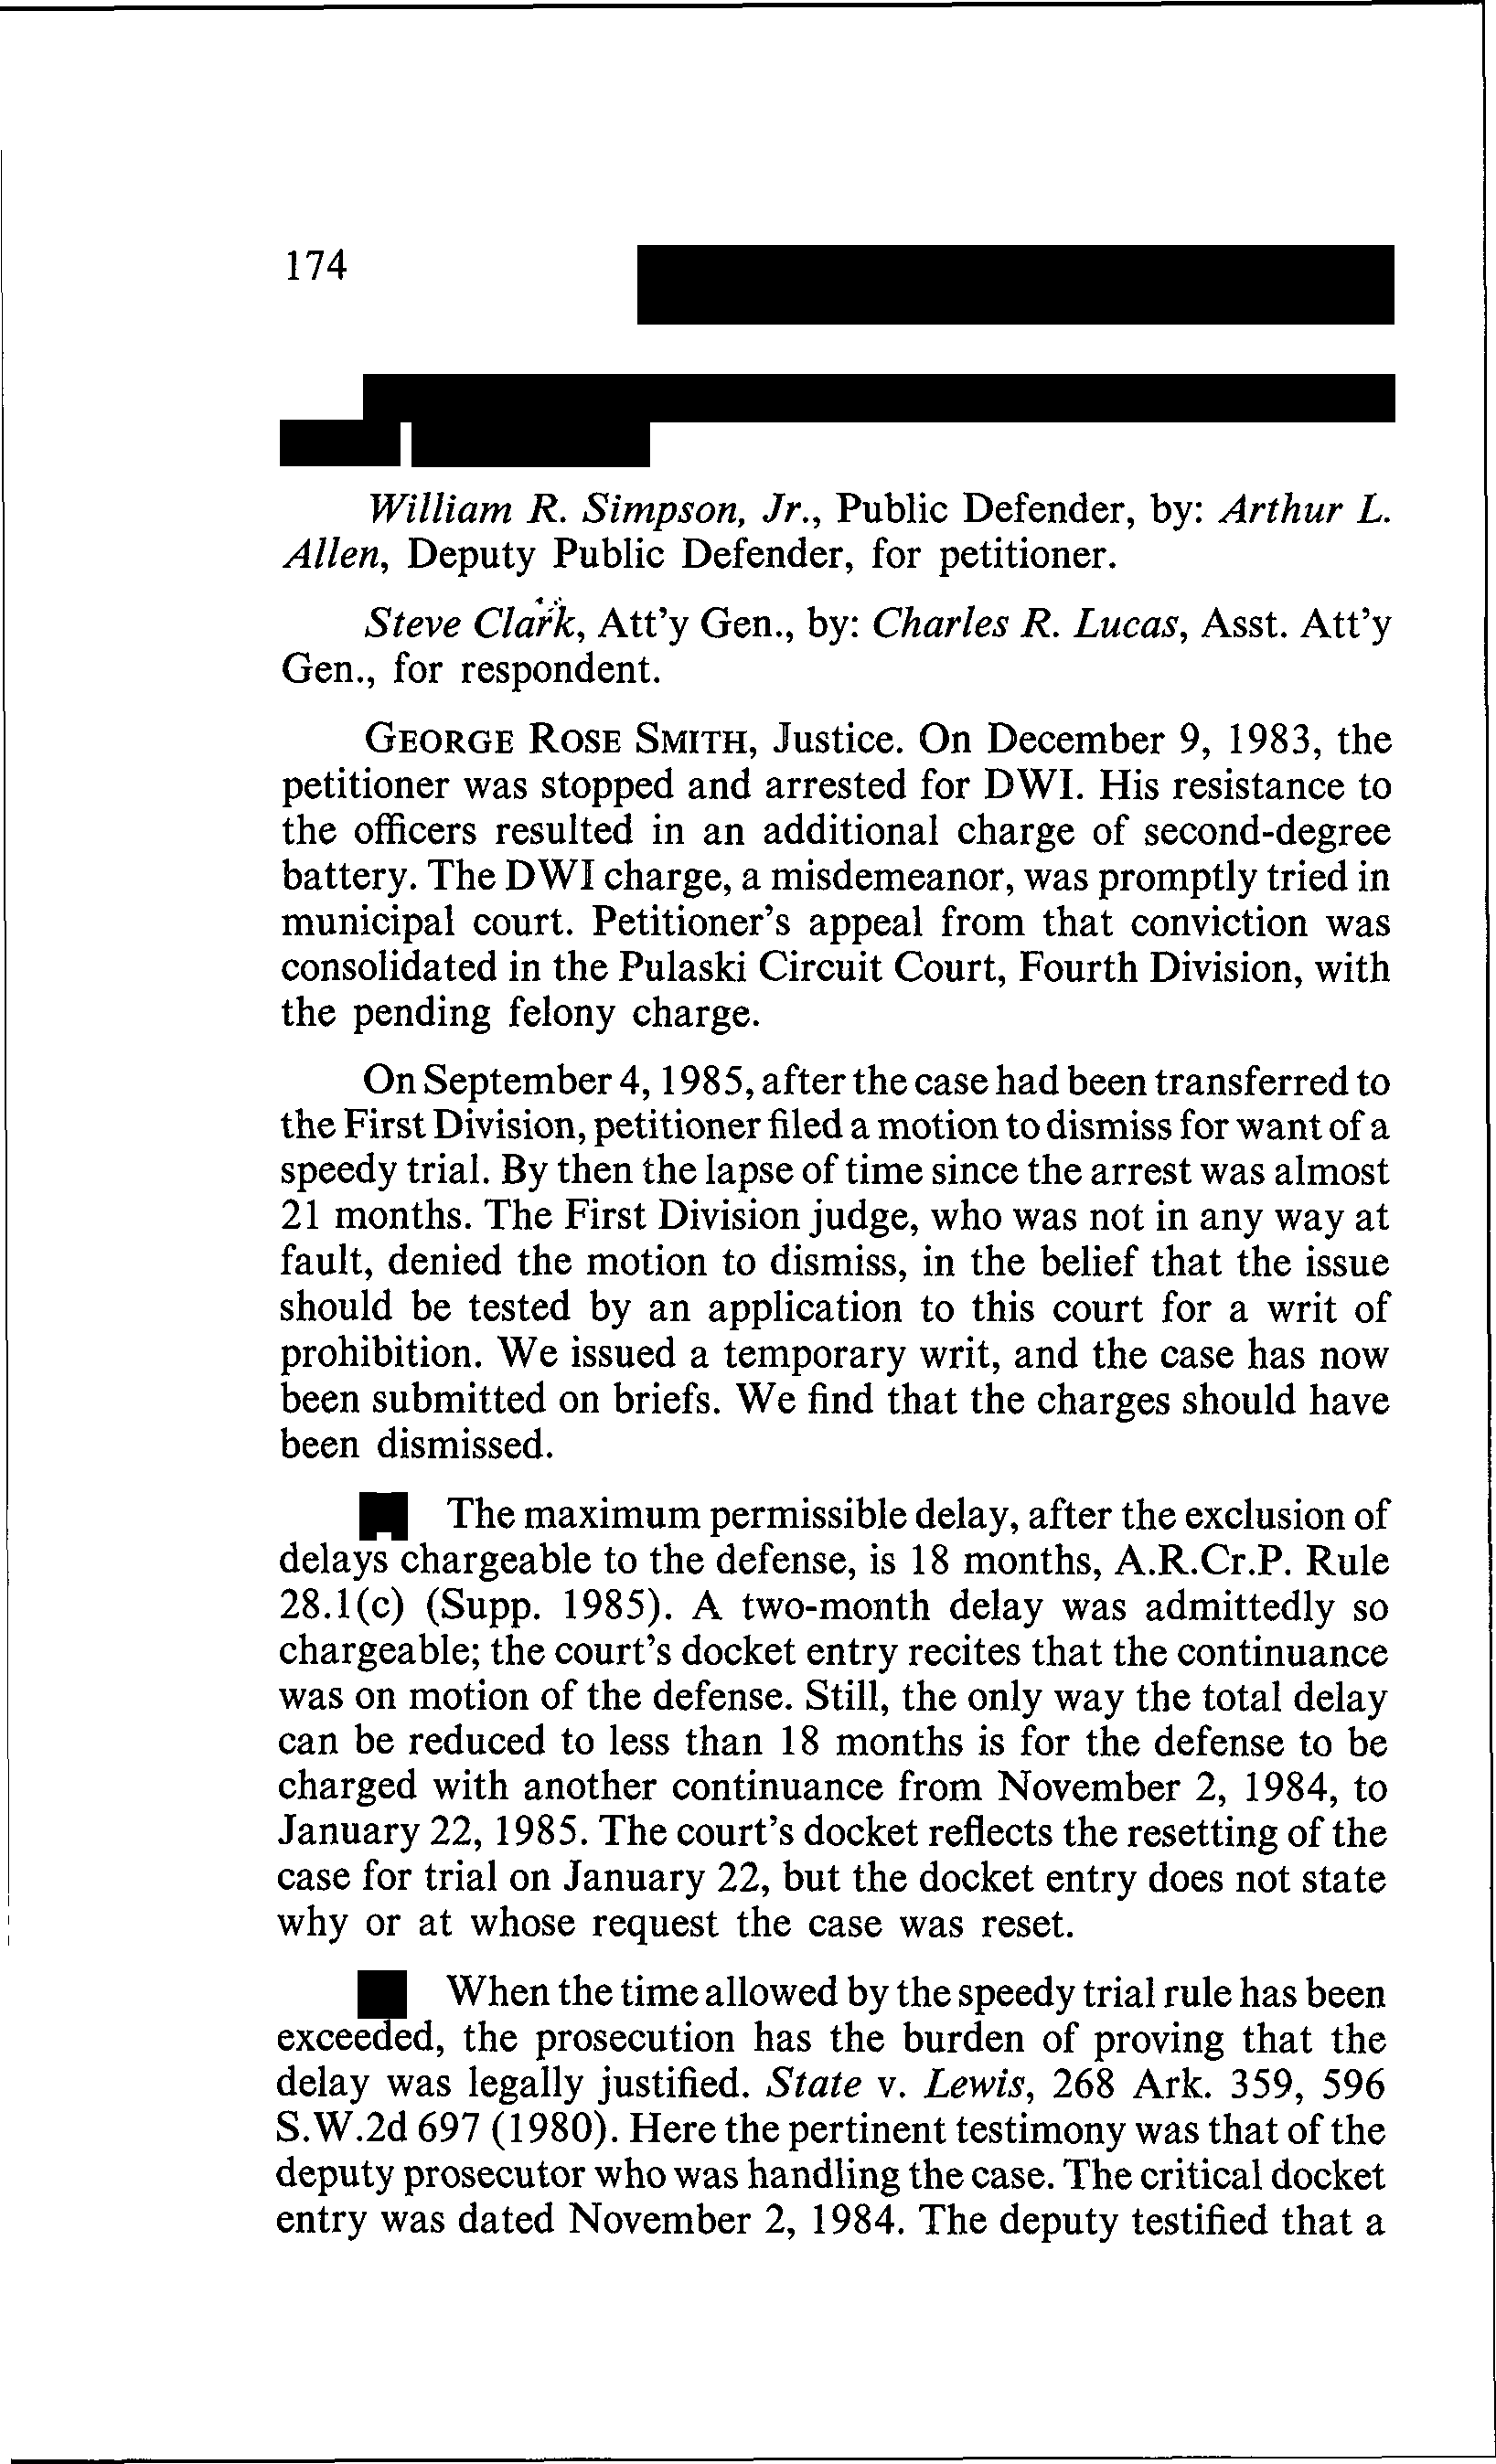 174
William R. Simpson, Jr., Public Defender, by: Arthur L.
Allen, Deputy Public Defender, for petitioner.
Steve Clark, Att'y Gen., by: Charles R. Lucas, Asst. Att'y
Gen., for respondent.
GEORGE ROSE SMITH, Justice. On December 9, 1983, the
petitioner was stopped and arrested for DWI. His resistance to
the officers resulted in an additional charge of second-degree
battery. The DWI charge, a misdemeanor, was promptly tried in
municipal court. Petitioner's appeal from that conviction was
consolidated in the Pulaski Circuit Court, Fourth Division, with
the pending felony charge.
On September 4, 1985, after the case had been transferred to
the First Division, petitioner filed a motion to dismiss for want of a
speedy trial. By then the lapse of time since the arrest was almost
21 months. The First Division judge, who was not in any way at
fault, denied the motion to dismiss, in the belief that the issue
should be tested by an application to this court for a writ of
prohibition. We issued a temporary writ, and the case has now
been submitted on briefs. We find that the charges should have
been dismissed.
The maximum permissible delay, after the exclusion of
delays chargeable to the defense, is 18 months, A.R.Cr.P. Rule
28.1(c) (Supp. 1985). A two-month delay was admittedly so
chargeable; the court's docket entry recites that the continuance
was on motion of the defense. Still, the only way the total delay
can be reduced to less than 18 months is for the defense to be
charged with another continuance from November 2, 1984, to
January 22, 1985. The court's docket reflects the resetting of the
case for trial on January 22, but the docket entry does not state
why or at whose request the case was reset.
When the time allowed by the speedy trial rule has been
exceeded, the prosecution has the burden of proving that the
delay was legally justified. State v. Lewis, 268 Ark. 359, 596
S.W.2d 697 (1980). Here the pertinent testimony was that of the
deputy prosecutor who was handling the case. The critical docket
entry was dated November 2, 1984. The deputy testified that a